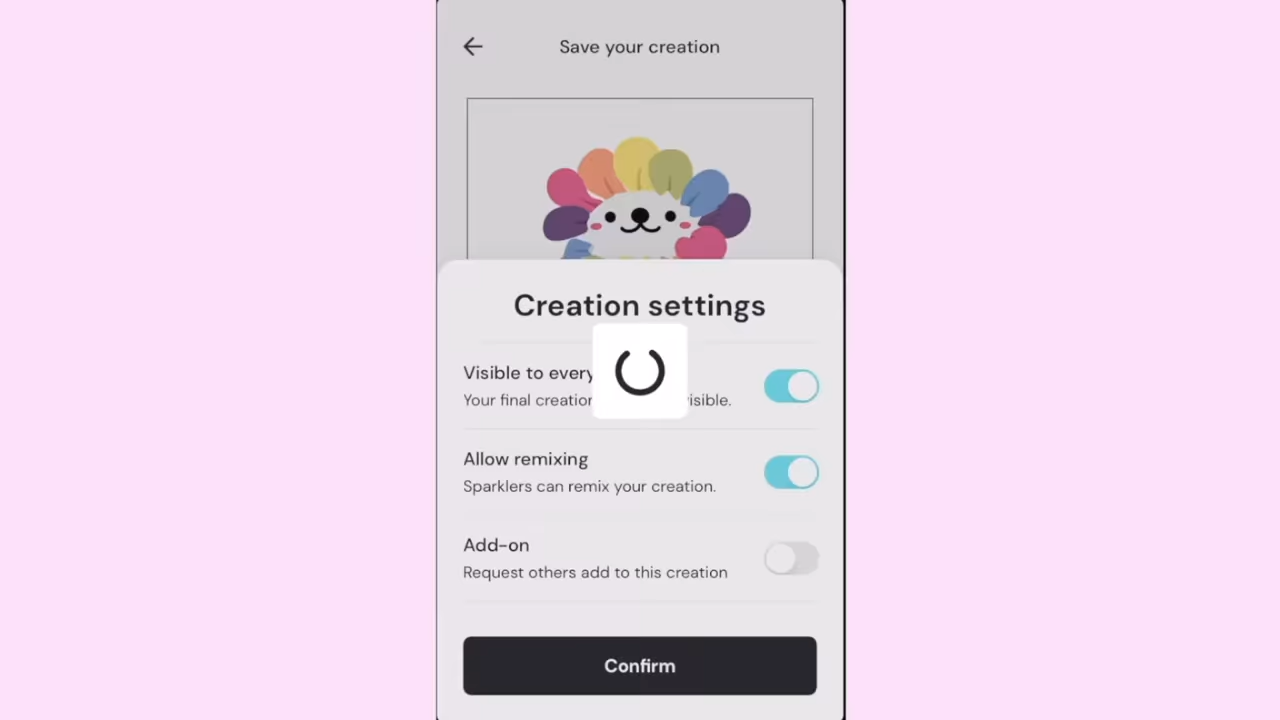 Save your creation
Creation settings
Visible to every
Your final creation visible.
Allow remixing
Sparklers can remix your creation.
Add-on
Request others add to this creation
Confirm